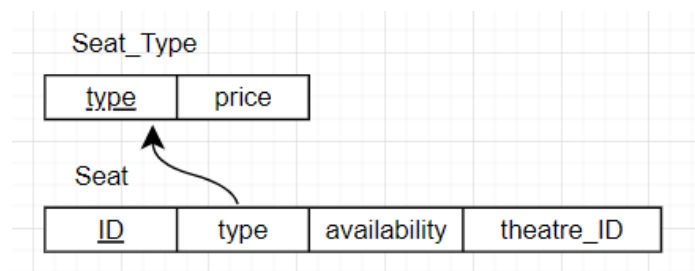 Seat_Type
type price
Seat
ID type availability theatre_ID